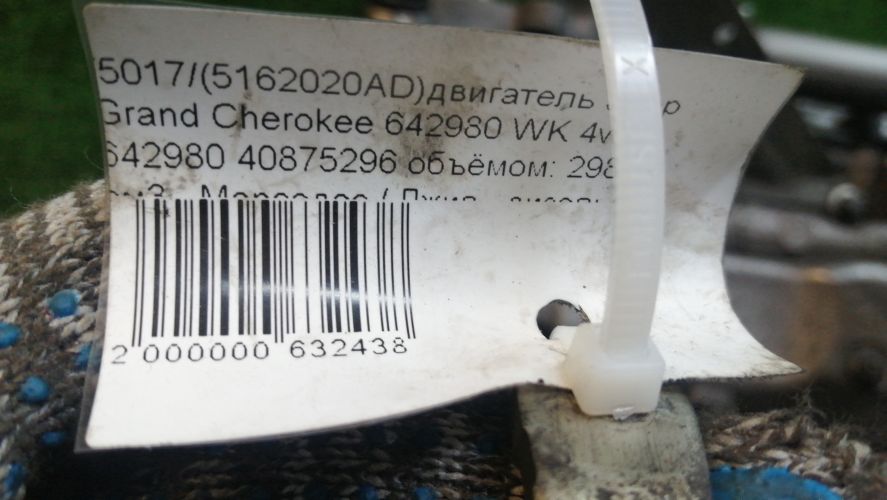 5017/(5162020AD)двигатель
Grand Cherokee 642980 WK
642980 40875296 объёмом:
2 000000 632438